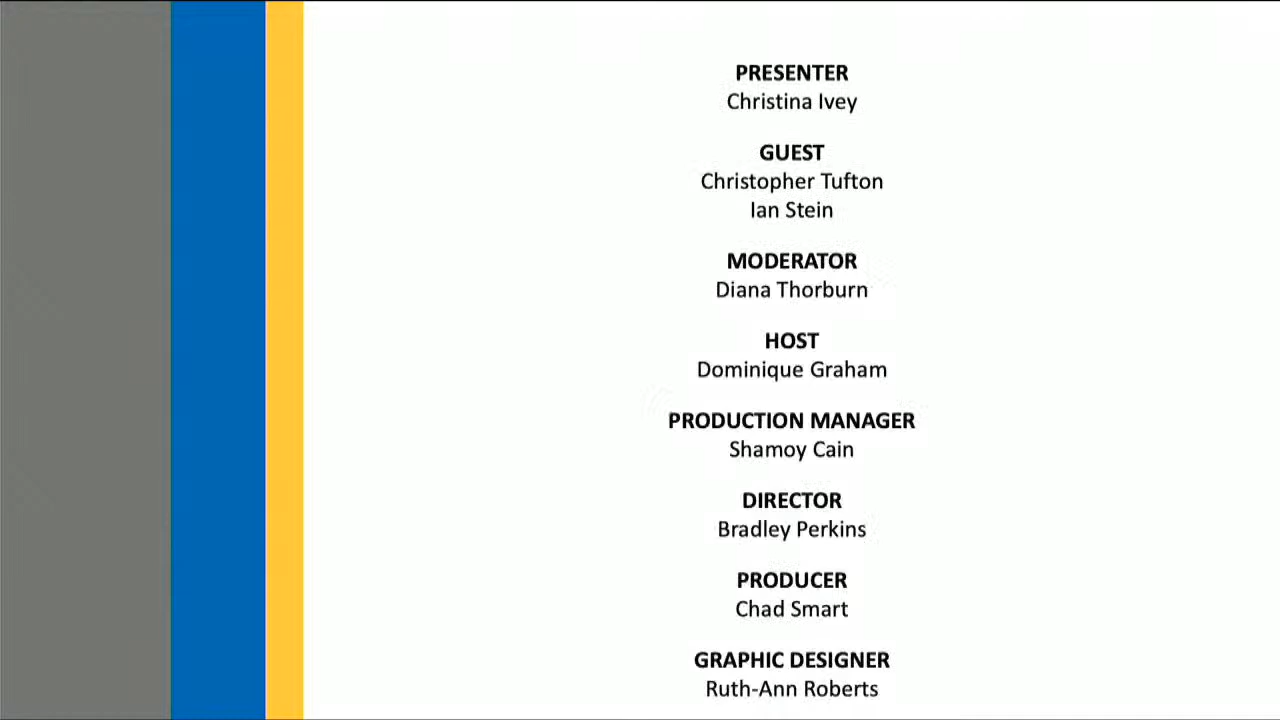 PRESENTER
Christina Ivey
GUEST
Christopher Tufton
Ian Stein
MODERATOR
Diana Thorburn
HOST
Dominique Graham
PRODUCTION MANAGER
Shamoy Cain
DIRECTOR
Bradley Perkins
PRODUCER
Chad Smart
GRAPHIC DESIGNER
Ruth-Ann Roberts